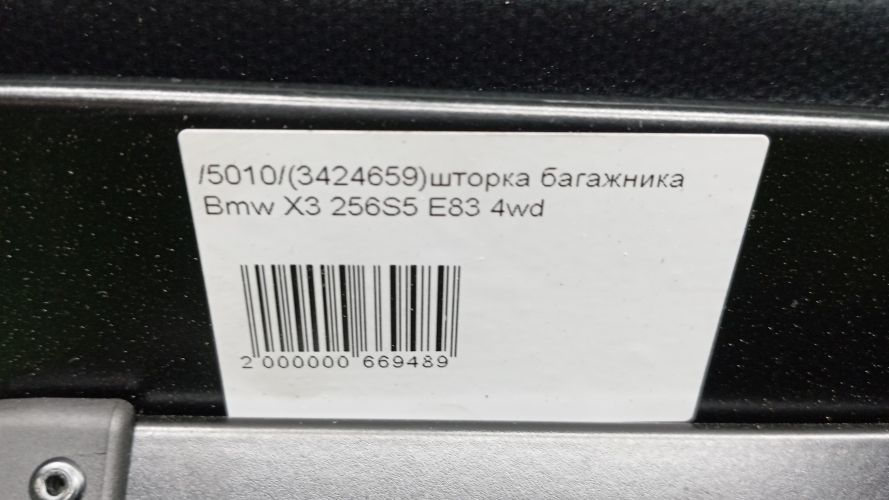 /5010/(3424659)шторка багажника
Bmw X3 256S5 E83 4wd
2 000000 669489